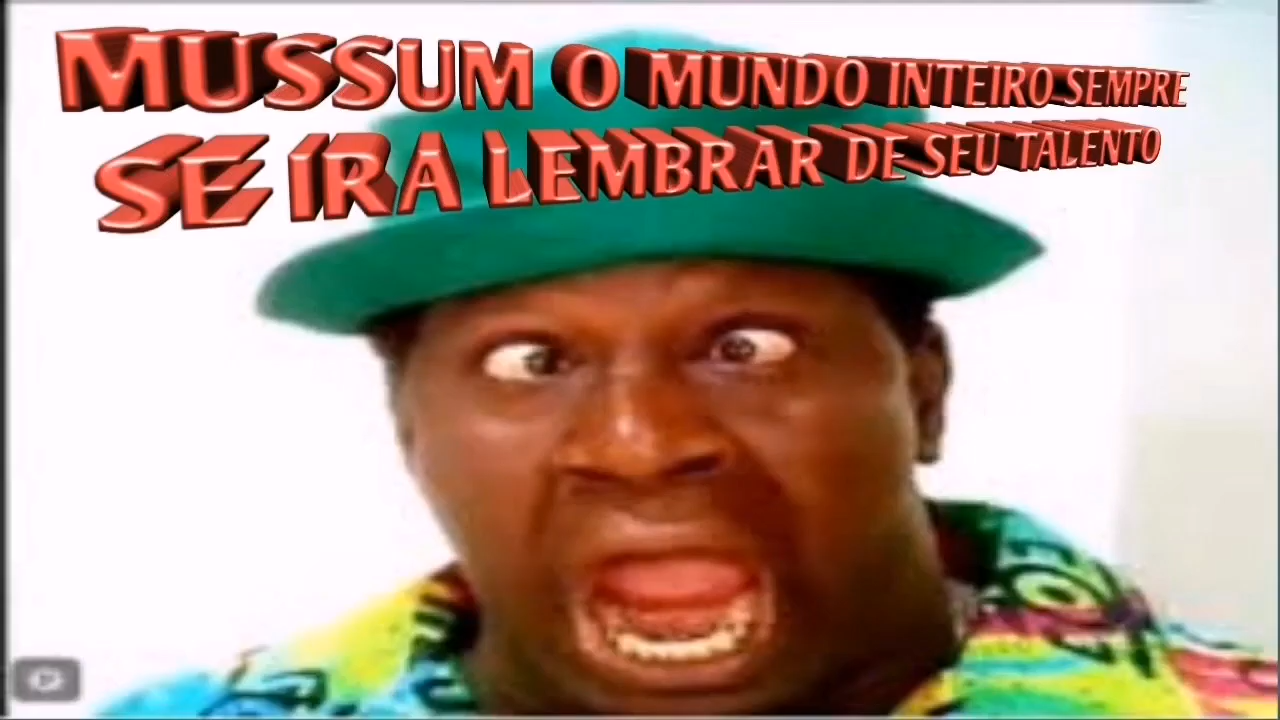 MUSSUM O MUNDO INTEIRO SEMPRE
SE IRA LEMBRAR DE SEU TALENTO